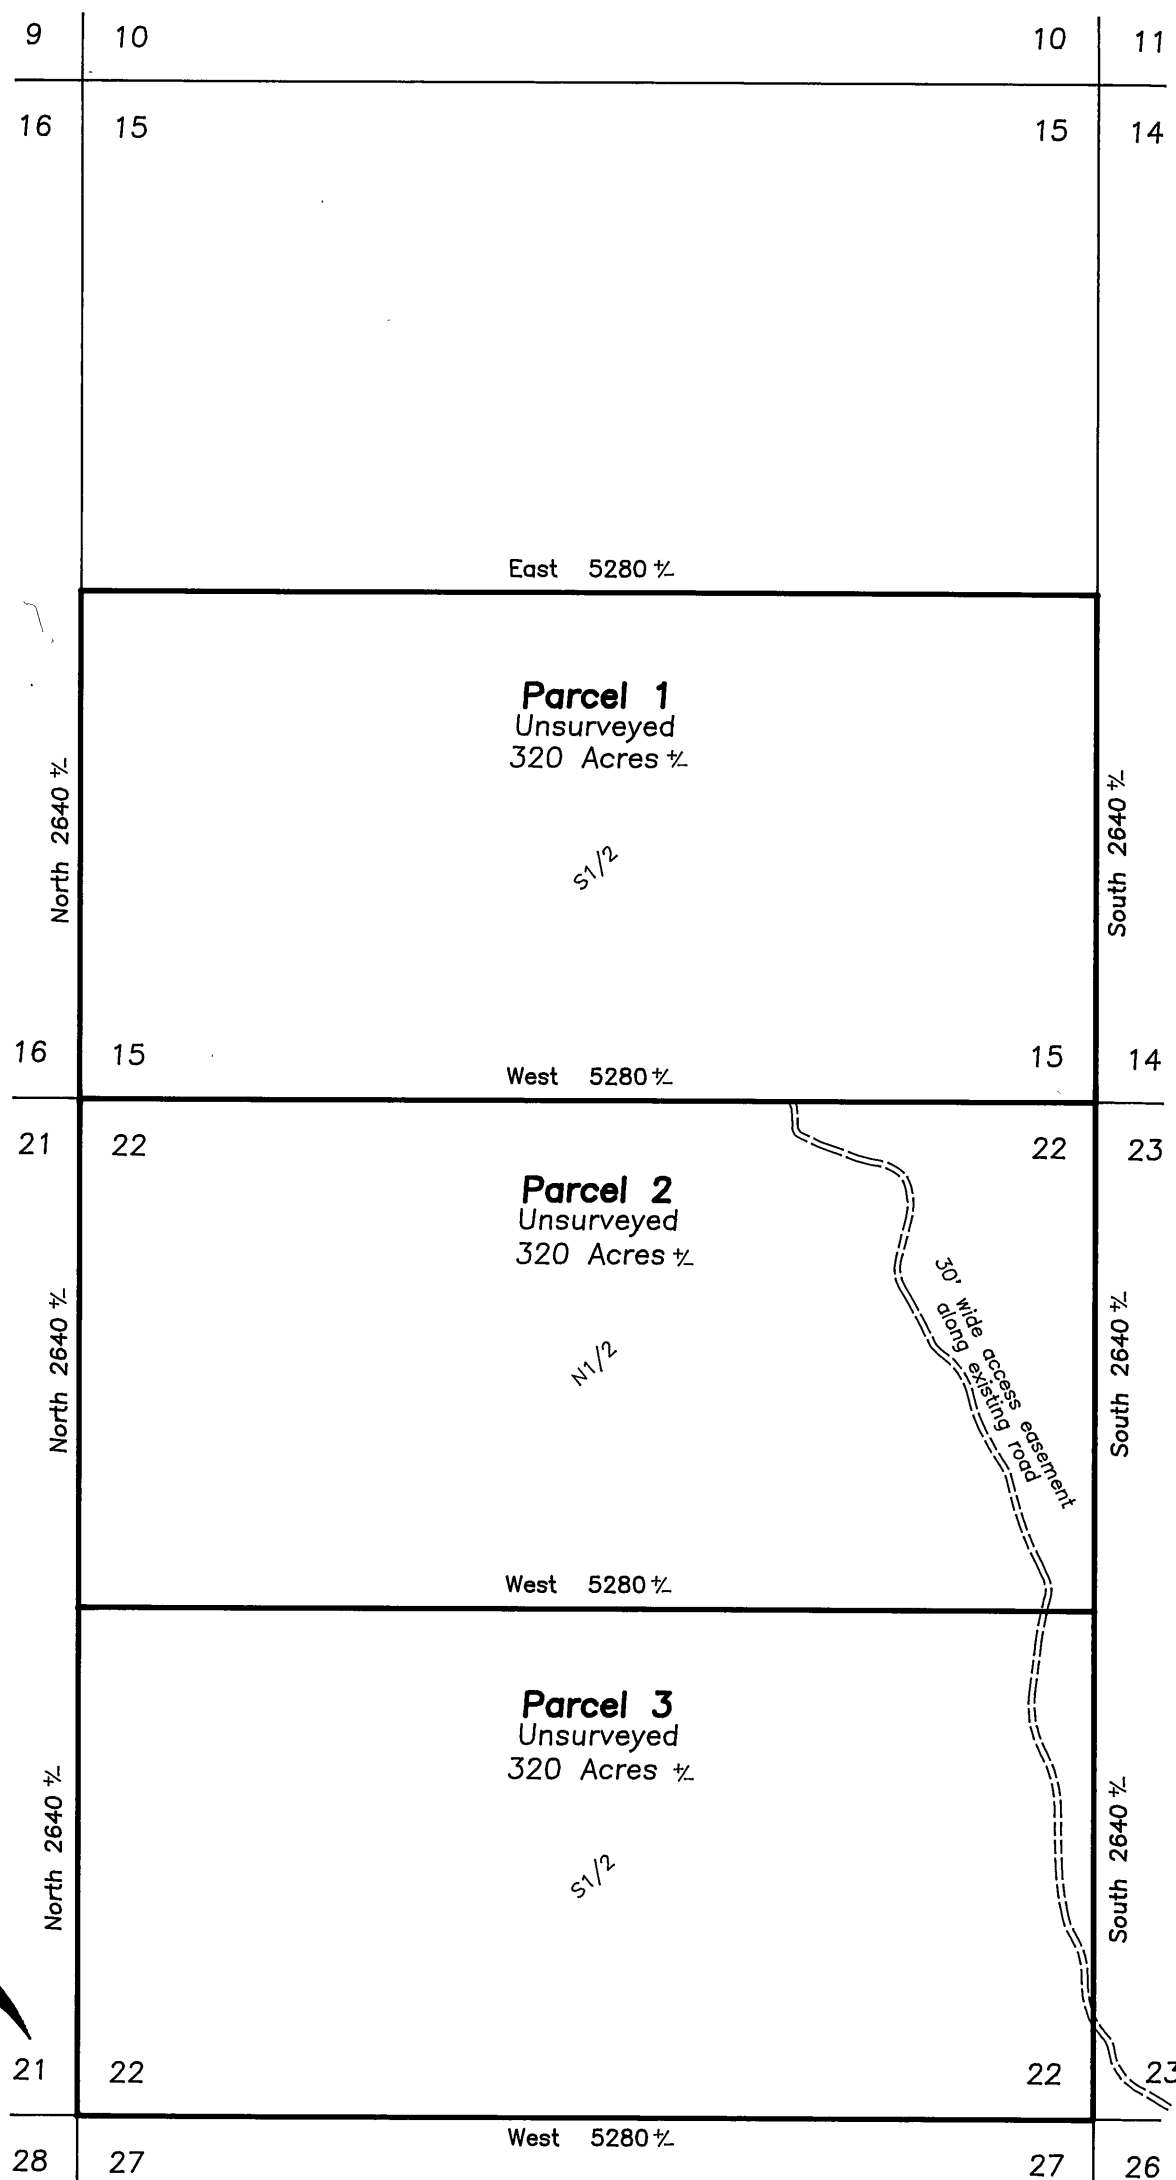 9 10 10 11
16 15 15 14
East 5280 +/-
Parcel 1
Unsurveyed
320 Acres +/-
North 2640 +/-
South 2640 +/-
S1/2
16 15 15 14
West 5280 +/-
21 22 22 23
Parcel 2
Unsurveyed
320 Acres +/-
30' wide access easement
along existing road
North 2640 +/-
South 2640 +/-
N1/2
West 5280 +/-
Parcel 3
Unsurveyed
320 Acres +/-
North 2640 +/-
South 2640 +/-
S1/2
21 22 22 23
West 5280 +/-
28 27 27 26